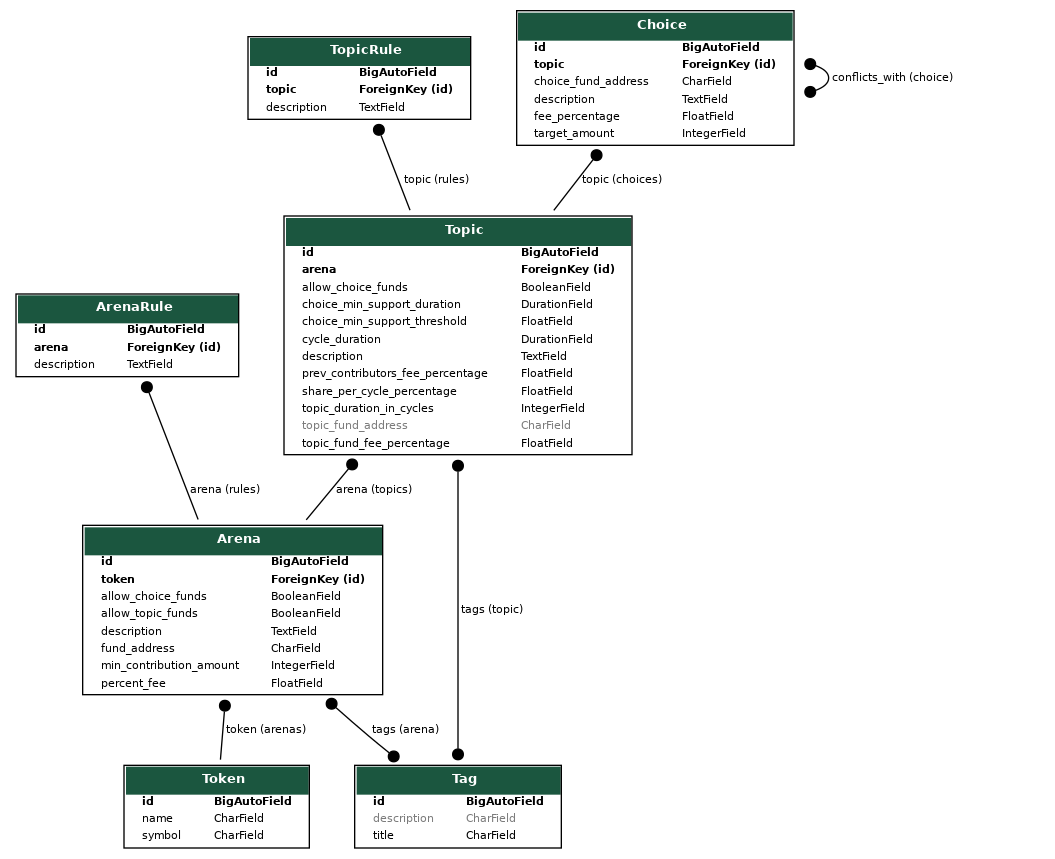 Choice
id BigAutoField
topic ForeignKey (id)
choice_fund_address CharField
description TextField
fee_percentage FloatField
target_amount IntegerField
conflicts_with (choice)
TopicRule
id BigAutoField
topic ForeignKey (id)
description TextField
topic (rules)
topic (choices)
Topic
id BigAutoField
arena ForeignKey (id)
allow_choice_funds BooleanField
choice_min_support_duration DurationField
choice_min_support_threshold FloatField
cycle_duration DurationField
description TextField
prev_contributors_fee_percentage FloatField
share_per_cycle_percentage FloatField
topic_duration_in_cycles IntegerField
topic_fund_address CharField
topic_fund_fee_percentage FloatField
ArenaRule
id BigAutoField
arena ForeignKey (id)
description TextField
arena (rules)
arena (topics)
Arena
id BigAutoField
token ForeignKey (id)
allow_choice_funds BooleanField
allow_topic_funds BooleanField
description TextField
fund_address CharField
min_contribution_amount IntegerField
percent_fee FloatField
tags (topic)
token (arenas)
tags (arena)
Token
id BigAutoField
name CharField
symbol CharField
Tag
id BigAutoField
description CharField
title CharField